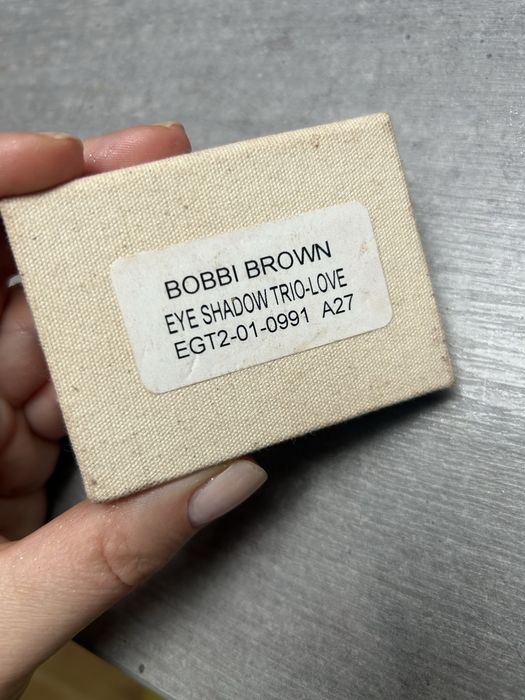 BOBBI BROWN
EYE SHADOW TRIO-LOVE
EGT2-01-0991 A27